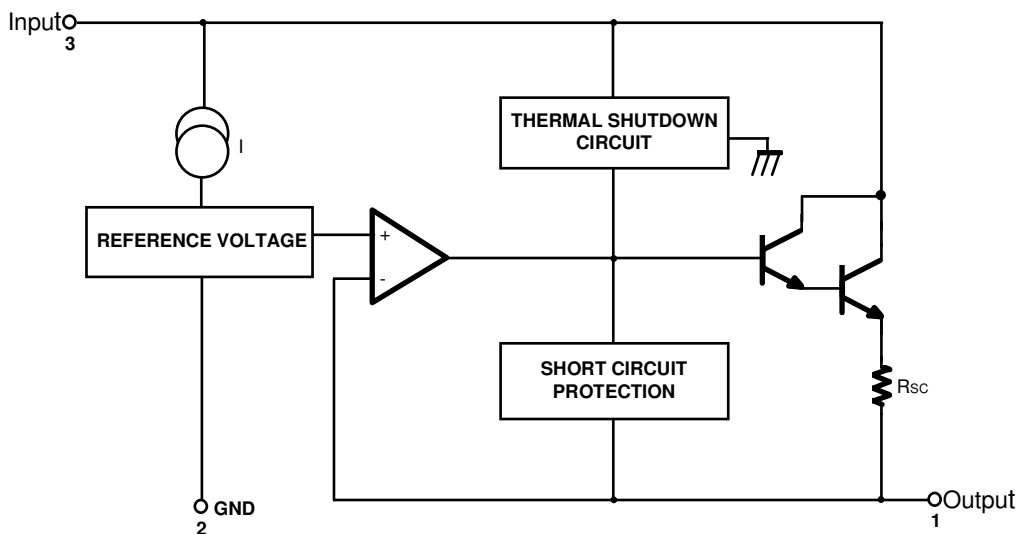 Input
3
THERMAL SHUTDOWN
CIRCUIT
I
REFERENCE VOLTAGE
+
-
SHORT CIRCUIT
PROTECTION
RSC
GND
2
Output
1